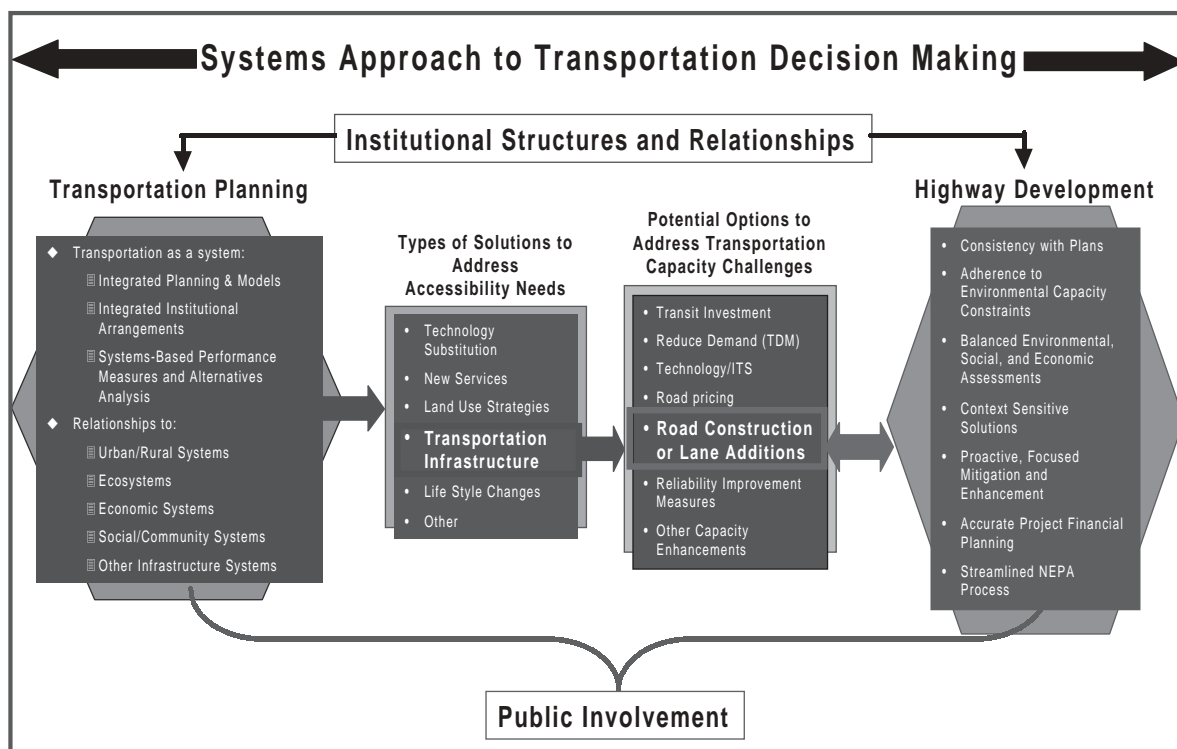 Systems Approach to Transportation Decision Making
Institutional Structures and Relationships
Transportation Planning
◆ Transportation as a system:
Integrated Planning & Models
Integrated Institutional
Arrangements
Systems-Based Performance
Measures and Alternatives
Analysis
◆ Relationships to:
Urban/Rural Systems
Ecosystems
Economic Systems
Social/Community Systems
Other Infrastructure Systems
Types of Solutions to
Address
Accessibility Needs
• Technology
Substitution
• New Services
• Land Use Strategies
• Transportation
Infrastructure
• Life Style Changes
• Other
Potential Options to
Address Transportation
Capacity Challenges
• Transit Investment
• Reduce Demand (TDM)
• Technology/ITS
• Road pricing
• Road Construction
or Lane Additions
• Reliability Improvement
Measures
• Other Capacity
Enhancements
Highway Development
• Consistency with Plans
• Adherence to
Environmental Capacity
Constraints
• Balanced Environmental,
Social, and Economic
Assessments
• Context Sensitive
Solutions
• Proactive, Focused
Mitigation and
Enhancement
• Accurate Project Financial
Planning
• Streamlined NEPA
Process
Public Involvement